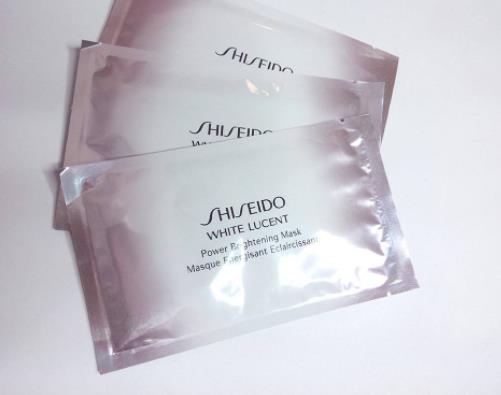 SHISEIDO
SHISEIDO
SHISEIDO
WHITE LUCENT
Power Brightening Mask
Masque Energisant Eclaircissant